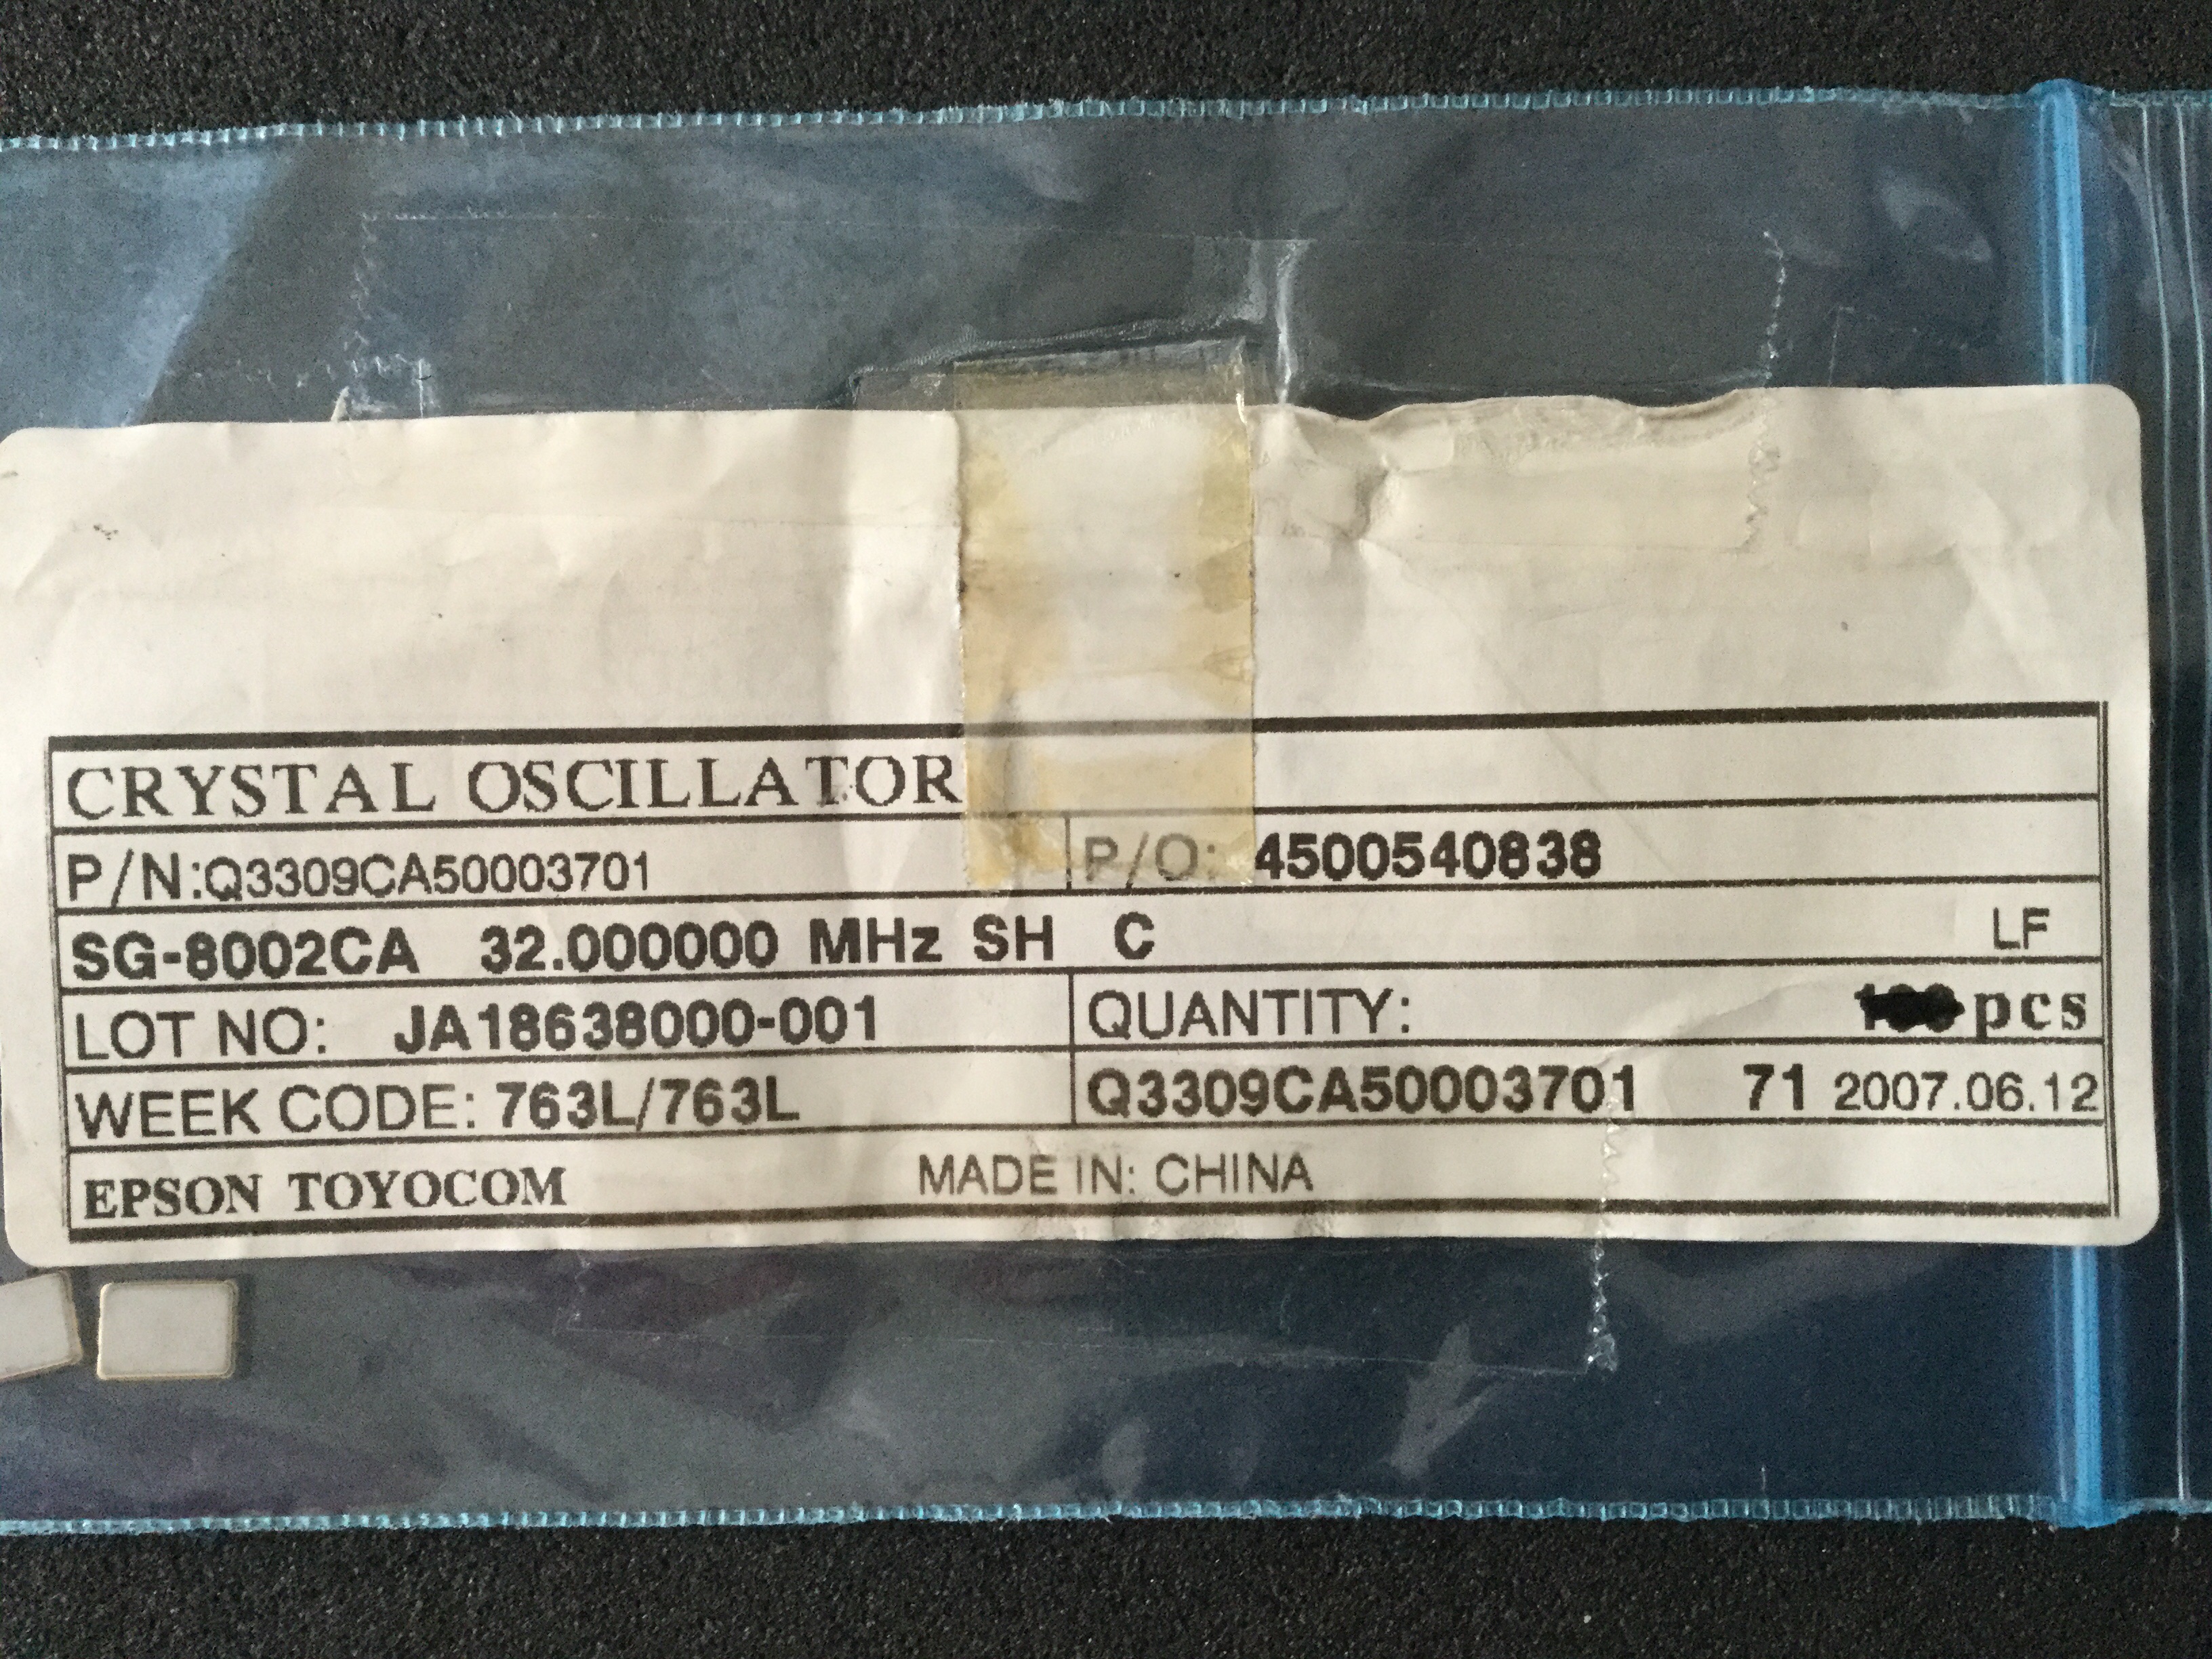 CRYSTAL OSCILLATOR
P/N:Q3309CA50003701 P/O: 4500540838
SG-8002CA 32.000000 MHz SH C LF
LOT NO: JA18638000-001 QUANTITY: pcs
WEEK CODE: 763L/763L Q3309CA50003701 71 2007.06.12
EPSON TOYOCOM MADE IN: CHINA